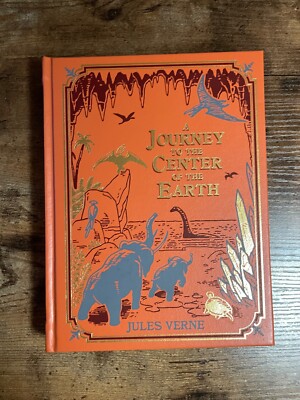 A
JOURNEY
TO THE
CENTER
OF THE
EARTH
JULES VERNE